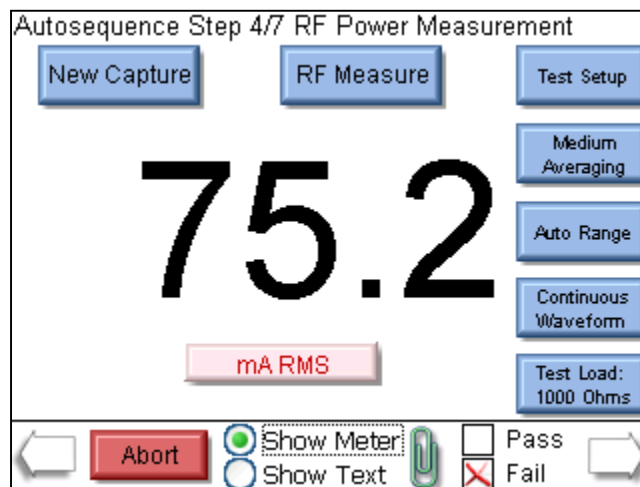 Autosequence Step 4/7 RF Power Measurement
New Capture
RF Measure
Test Setup
Medium
Averaging
75.2
Auto Range
Continuous
Waveform
mA RMS
Test Load:
1000 Ohms
Abort
Show Meter
Show Text
Pass
Fail